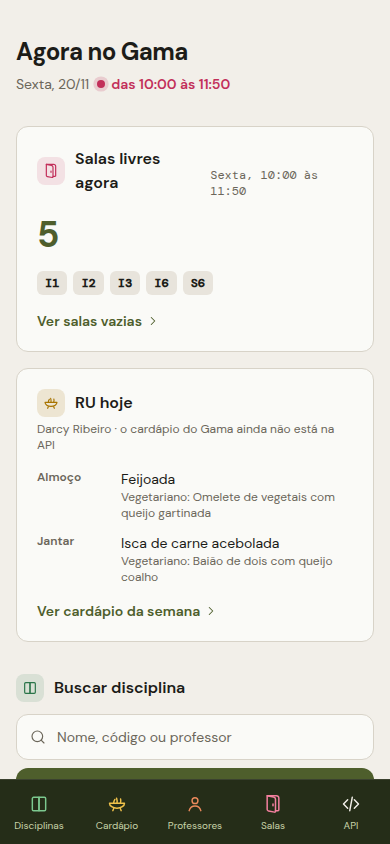 Agora no Gama
Sexta, 20/11 das 10:00 às 11:50
Salas livres
agora
Sexta, 10:00 às
11:50
5
I1 I2 I3 I6 S6
Ver salas vazias
RU hoje
Darcy Ribeiro · o cardápio do Gama ainda não está na
API
Almoço
Feijoada
Vegetariano: Omelete de vegetais com
queijo gartinada
Jantar
Isca de carne acebolada
Vegetariano: Baião de dois com queijo
coalho
Ver cardápio da semana
Buscar disciplina
Nome, código ou professor
Disciplinas Cardápio Professores Salas API